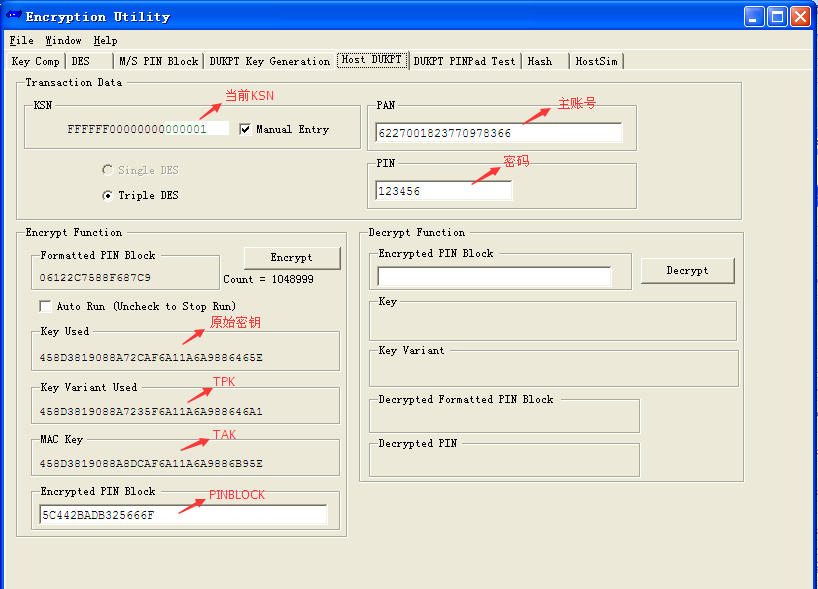 Encryption Utility
File Window Help
Key Comp DES M/S PIN Block DUKPT Key Generation Host DUKPT DUKPT PINPad Test Hash HostSim
Transaction Data
KSN
当前KSN
FFFFFF00000000000001
Manual Entry
Single DES
Triple DES
PAN
主账号
6227001823770978366
PIN
密码
123456
Encrypt Function
Formatted PIN Block
06122C7588F687C9
Encrypt
Count = 1048999
Auto Run (Uncheck to Stop Run)
Key Used
原始密钥
458D3819088A72CAF6A11A6A9886465E
Key Variant Used
TPK
458D3819088A7235F6A11A6A988646A1
MAC Key
TAK
458D3819088A8DCAF6A11A6A9886B95E
Encrypted PIN Block
PINBLOCK
5C442BADB325666F
Decrypt Function
Encrypted PIN Block
Decrypt
Key
Key Variant
Decrypted Formatted PIN Block
Decrypted PIN